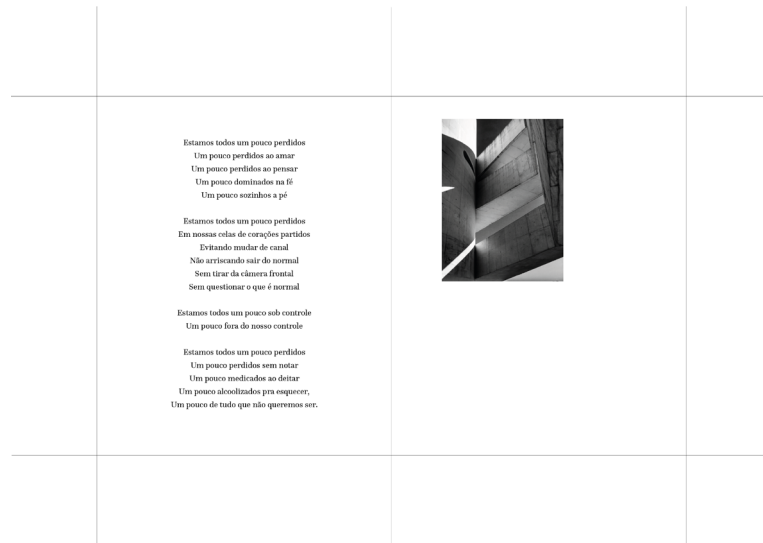 Estamos todos um pouco perdidos
Um pouco perdidos ao amar
Um pouco perdidos ao pensar
Um pouco dominados na fé
Um pouco sozinhos a pé
Estamos todos um pouco perdidos
Em nossas celas de corações partidos
Evitando mudar de canal
Não arriscando sair do normal
Sem tirar da câmera frontal
Sem questionar o que é normal
Estamos todos um pouco sob controle
Um pouco fora do nosso controle
Estamos todos um pouco perdidos
Um pouco perdidos sem notar
Um pouco medicados ao deitar
Um pouco alcoolizados pra esquecer,
Um pouco de tudo que não queremos ser.